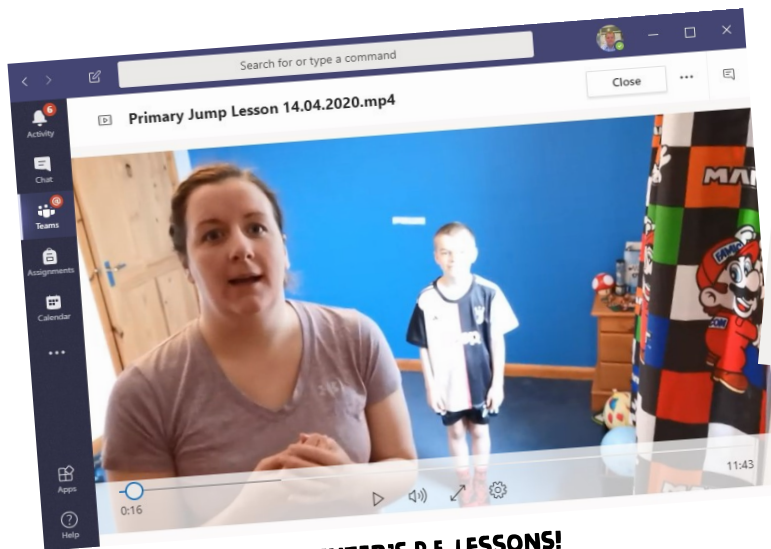 Search for or type a command
Primary Jump Lesson 14.04.2020.mp4
Close
6
Activity
Chat
Teams
Assignments
Calendar
Apps
Help
0:16
11:43
P.E. LESSONS!